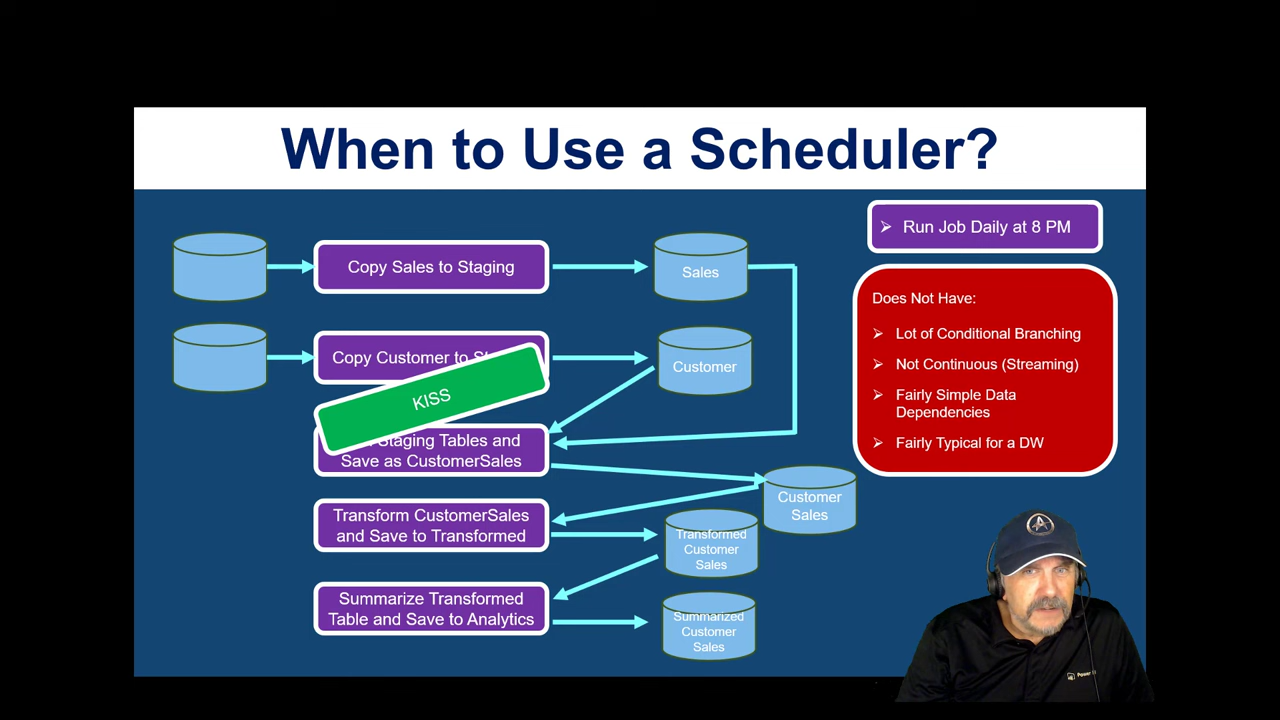 When to Use a Scheduler?
Run Job Daily at 8 PM
Copy Sales to Staging
Sales
Does Not Have:
Lot of Conditional Branching
Not Continuous (Streaming)
Fairly Simple Data
Dependencies
Fairly Typical for a DW
Copy Customer to
Customer
KISS
Staging Tables and
Save as CustomerSales
Customer
Sales
Transform CustomerSales
and Save to Transformed
Transformed
Customer
Sales
Summarize Transformed
Table and Save to Analytics
Summarized
Customer
Sales